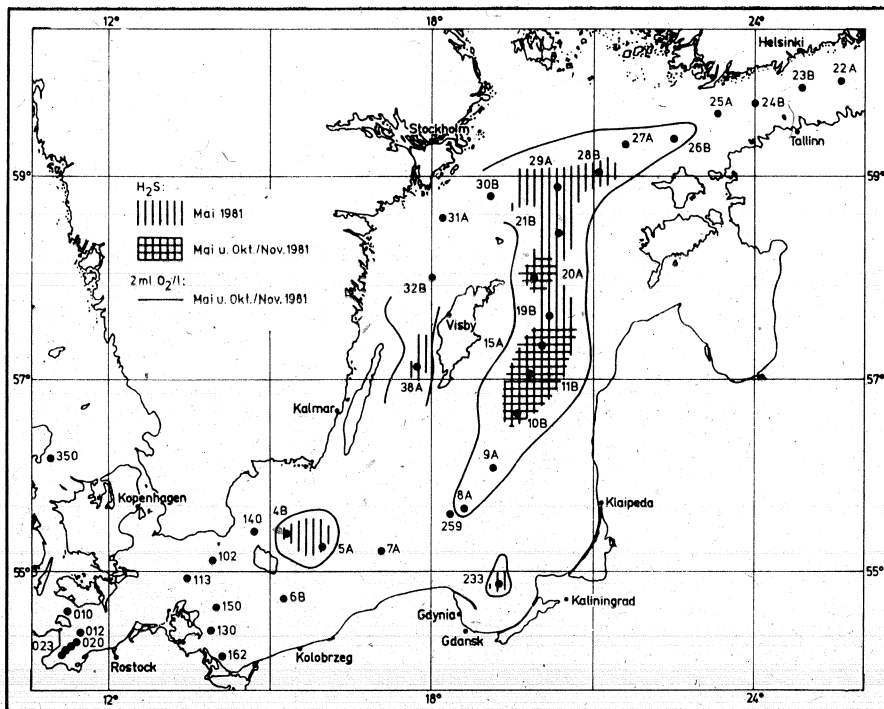 12°
18°
24°
Helsinki
22A
23B
24B
25A
Tallinn
Stockholm
27A
26B
28B
29A
59°
59°
30B
H₂S:
Mai 1981
31A
21B
Mai u. Okt./Nov. 1981
20A
2ml O₂/l:
Mai u. Okt./Nov. 1981
32B
19B
Visby
15A
57°
57°
38A
11B
Kalmar
10B
350
9A
Kopenhagen
8A
Klaipeda
140
4B
259
102
5A
7A
55°
55°
113
233
6B
Kaliningrad
010
150
Gdynia
012
130
Gdansk
023
020
Rostock
162
Kolobrzeg
12°
18°
24°